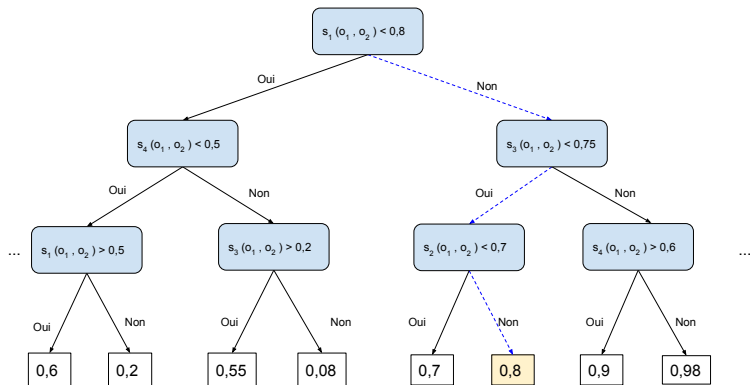 s₁ (o₁ , o₂ ) < 0,8
Oui
Non
s₄ (o₁ , o₂ ) < 0,5
s₃ (o₁ , o₂ ) < 0,75
Oui
Non
Oui
Non
...
s₁ (o₁ , o₂ ) > 0,5
s₃ (o₁ , o₂ ) > 0,2
s₂ (o₁ , o₂ ) < 0,7
s₄ (o₁ , o₂ ) > 0,6
...
Oui
Non
Oui
Non
Oui
Non
Oui
Non
0,6
0,2
0,55
0,08
0,7
0,8
0,9
0,98